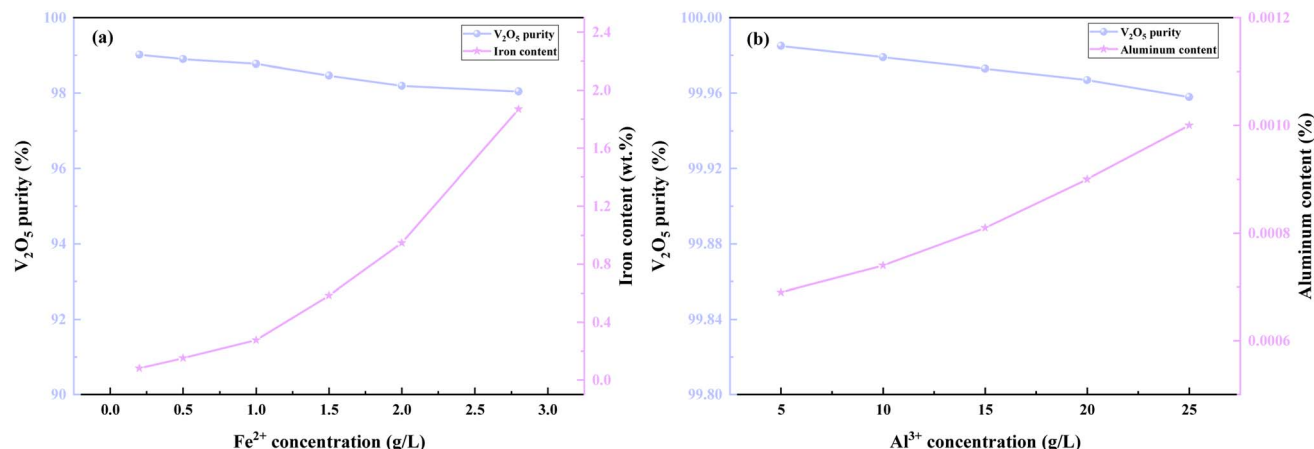 (a)
V₂O₅ purity
Iron content
100
98
96
94
92
90
V₂O₅ purity (%)
2.4
2.0
1.6
1.2
0.8
0.4
0.0
Iron content (wt.%)
0.0 0.5 1.0 1.5 2.0 2.5 3.0
Fe²⁺ concentration (g/L)
(b)
V₂O₅ purity
Aluminum content
100.00
99.96
99.92
99.88
99.84
99.80
V₂O₅ purity (%)
0.0012
0.0010
0.0008
0.0006
Aluminum content (%)
5 10 15 20 25
Al³⁺ concentration (g/L)